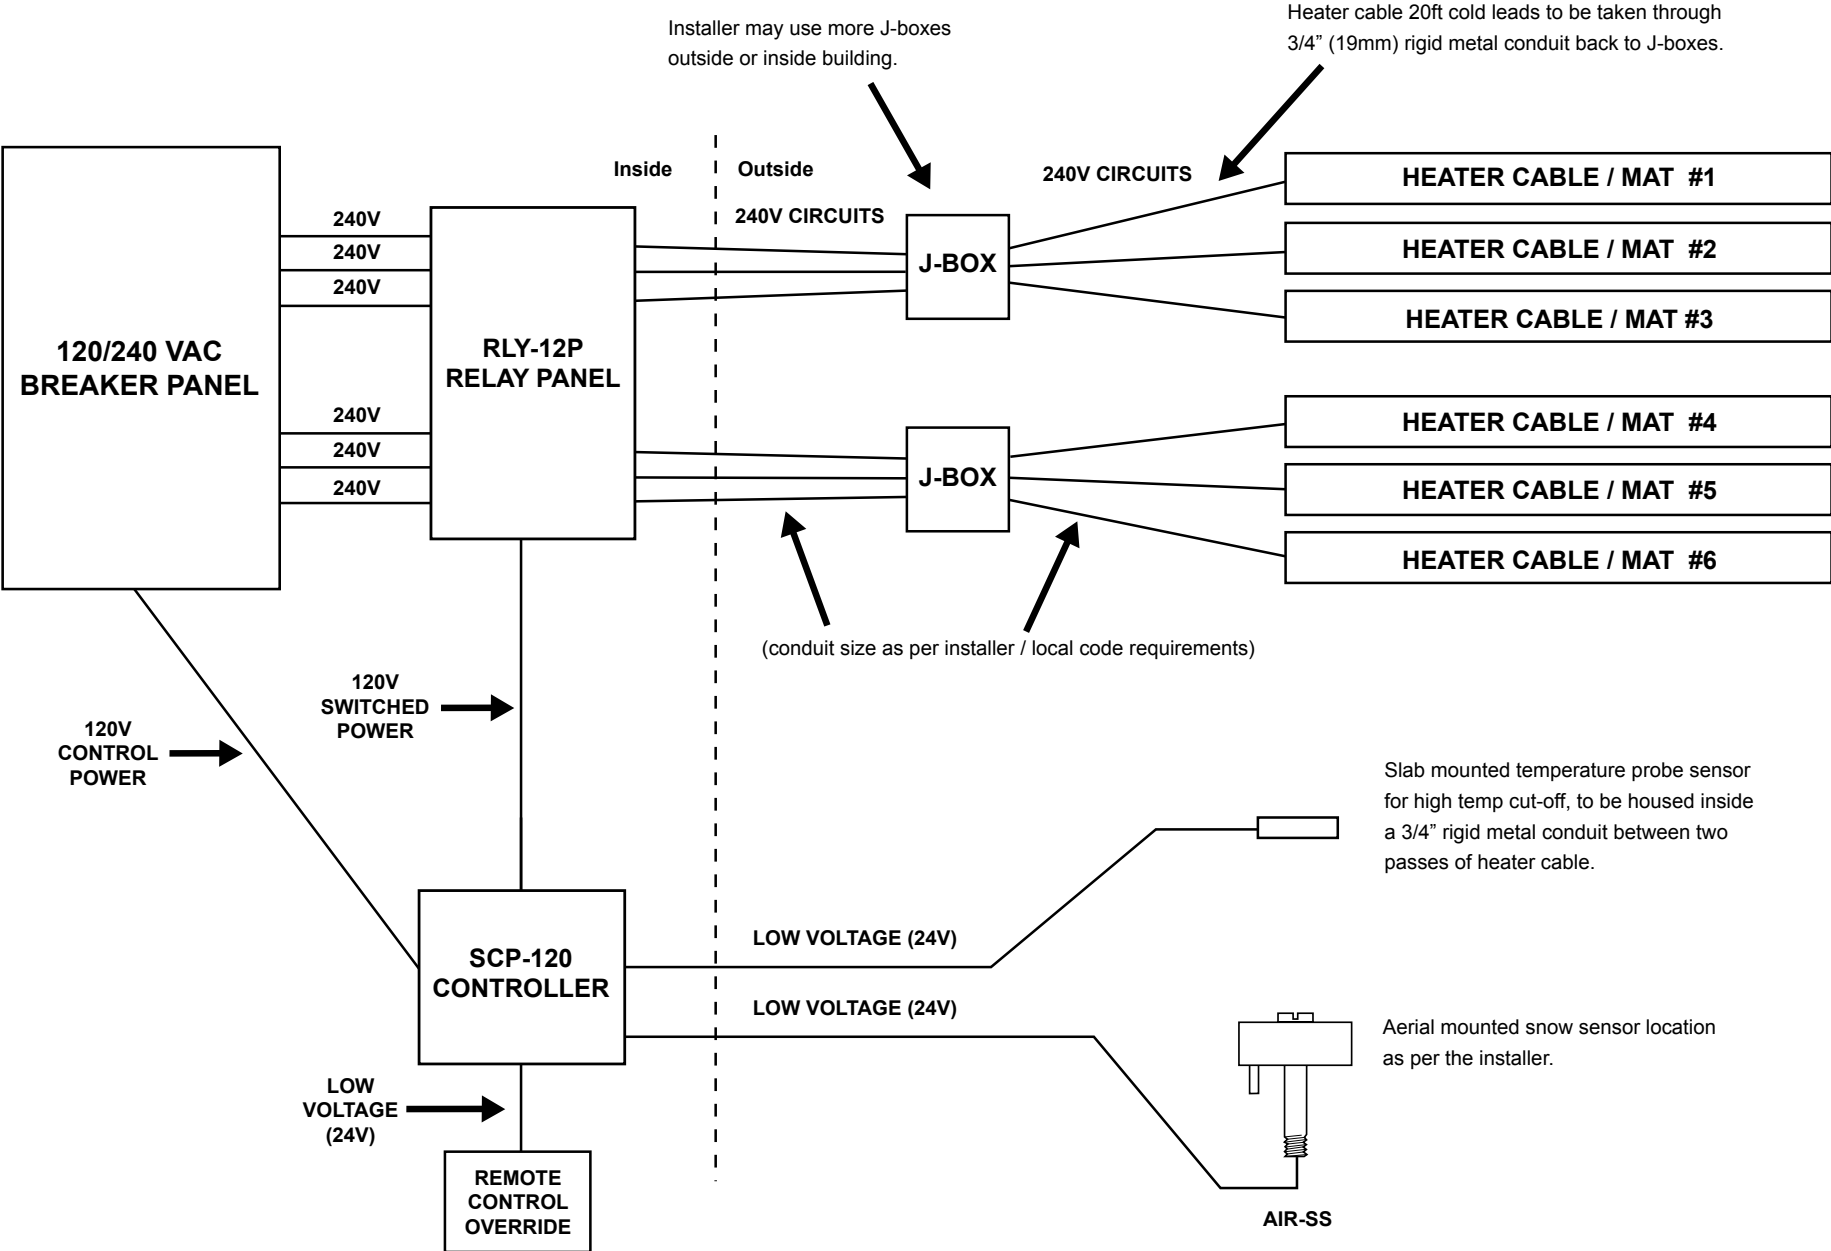 Installer may use more J-boxes
outside or inside building.
Heater cable 20ft cold leads to be taken through
3/4” (19mm) rigid metal conduit back to J-boxes.
Inside
Outside
240V CIRCUITS
240V CIRCUITS
120/240 VAC
BREAKER PANEL
240V
240V
240V
240V
240V
240V
RLY-12P
RELAY PANEL
J-BOX
J-BOX
HEATER CABLE / MAT #1
HEATER CABLE / MAT #2
HEATER CABLE / MAT #3
HEATER CABLE / MAT #4
HEATER CABLE / MAT #5
HEATER CABLE / MAT #6
(conduit size as per installer / local code requirements)
120V
SWITCHED
POWER
120V
CONTROL
POWER
Slab mounted temperature probe sensor
for high temp cut-off, to be housed inside
a 3/4” rigid metal conduit between two
passes of heater cable.
SCP-120
CONTROLLER
LOW VOLTAGE (24V)
LOW VOLTAGE (24V)
Aerial mounted snow sensor location
as per the installer.
LOW
VOLTAGE
(24V)
REMOTE
CONTROL
OVERRIDE
AIR-SS